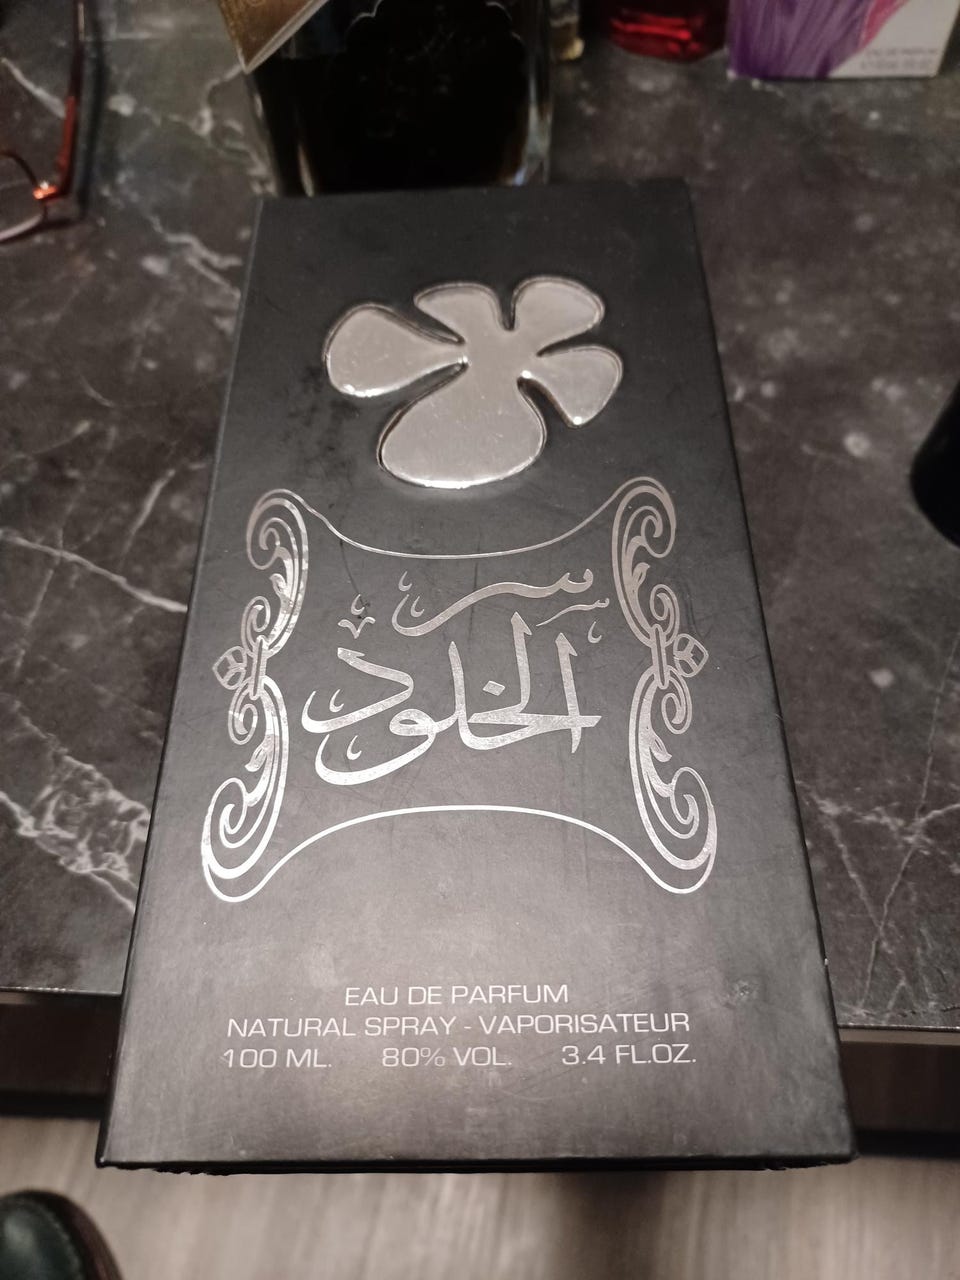 سر
الخلود
EAU DE PARFUM
NATURAL SPRAY - VAPORISATEUR
100 ML. 80% VOL. 3.4 FL.OZ.